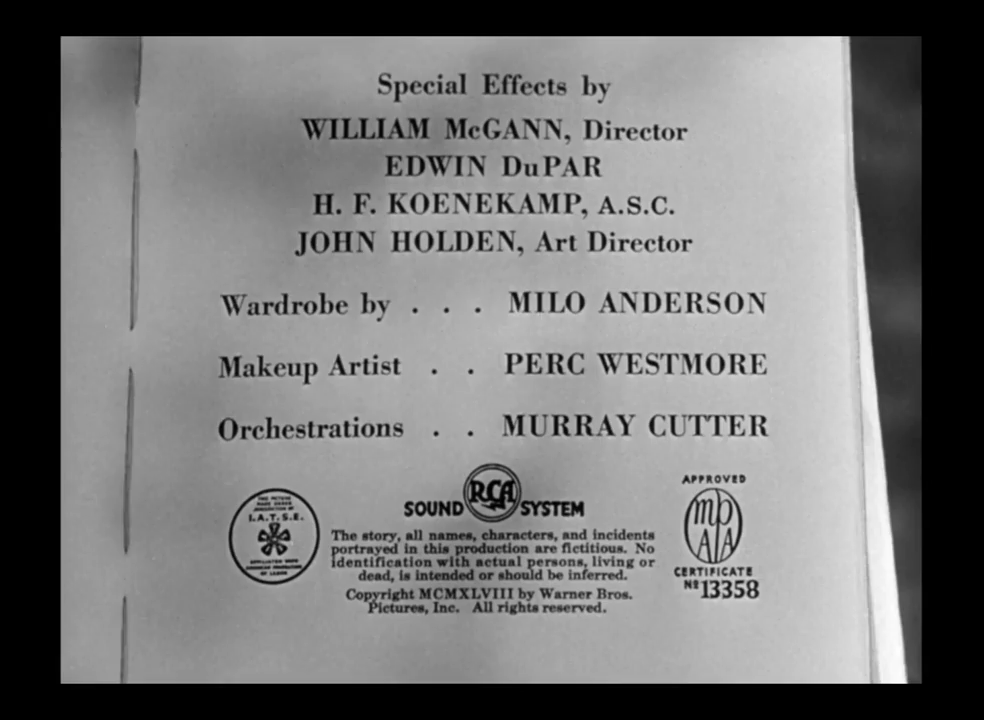 Special Effects by
WILLIAM McGANN, Director
EDWIN DuPAR
H. F. KOENEKAMP, A.S.C.
JOHN HOLDEN, Art Director
Wardrobe by . . . MILO ANDERSON
Makeup Artist . . PERC WESTMORE
Orchestrations . . MURRAY CUTTER
I.A.T.S.E.
SOUND RCA SYSTEM
The story, all names, characters, and incidents
portrayed in this production are fictitious. No
identification with actual persons, living or
dead, is intended or should be inferred.
Copyright MCMXLVIII by Warner Bros.
Pictures, Inc. All rights reserved.
APPROVED
MPAA
CERTIFICATE
Nº 13358